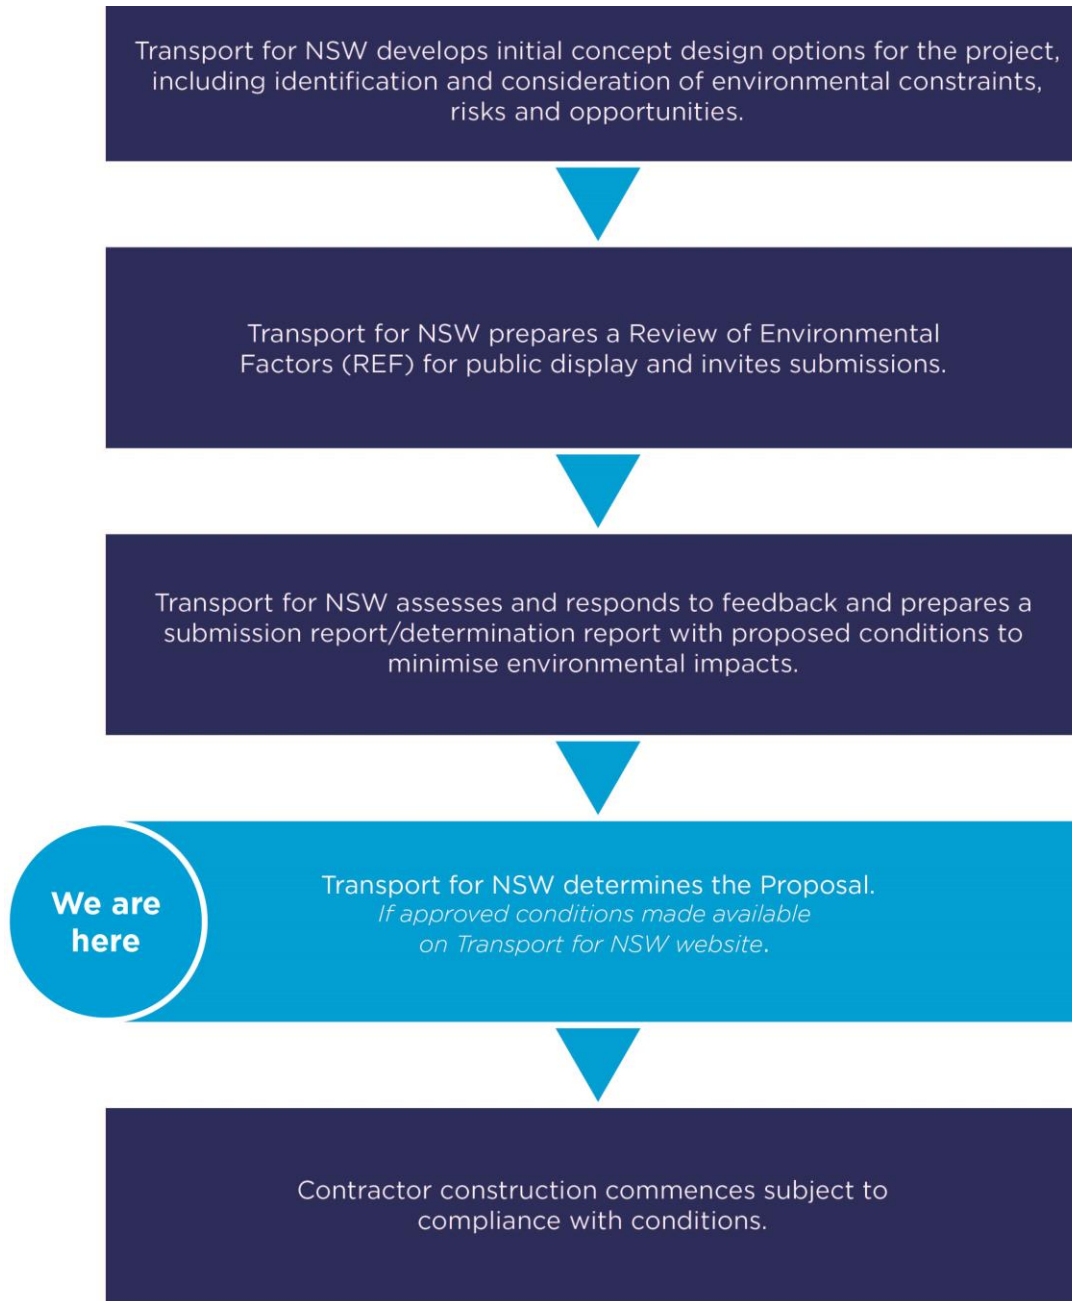 Transport for NSW develops initial concept design options for the project,
including identification and consideration of environmental constraints,
risks and opportunities.
Transport for NSW prepares a Review of Environmental
Factors (REF) for public display and invites submissions.
Transport for NSW assesses and responds to feedback and prepares a
submission report/determination report with proposed conditions to
minimise environmental impacts.
We are
here
Transport for NSW determines the Proposal.
If approved conditions made available
on Transport for NSW website.
Contractor construction commences subject to
compliance with conditions.